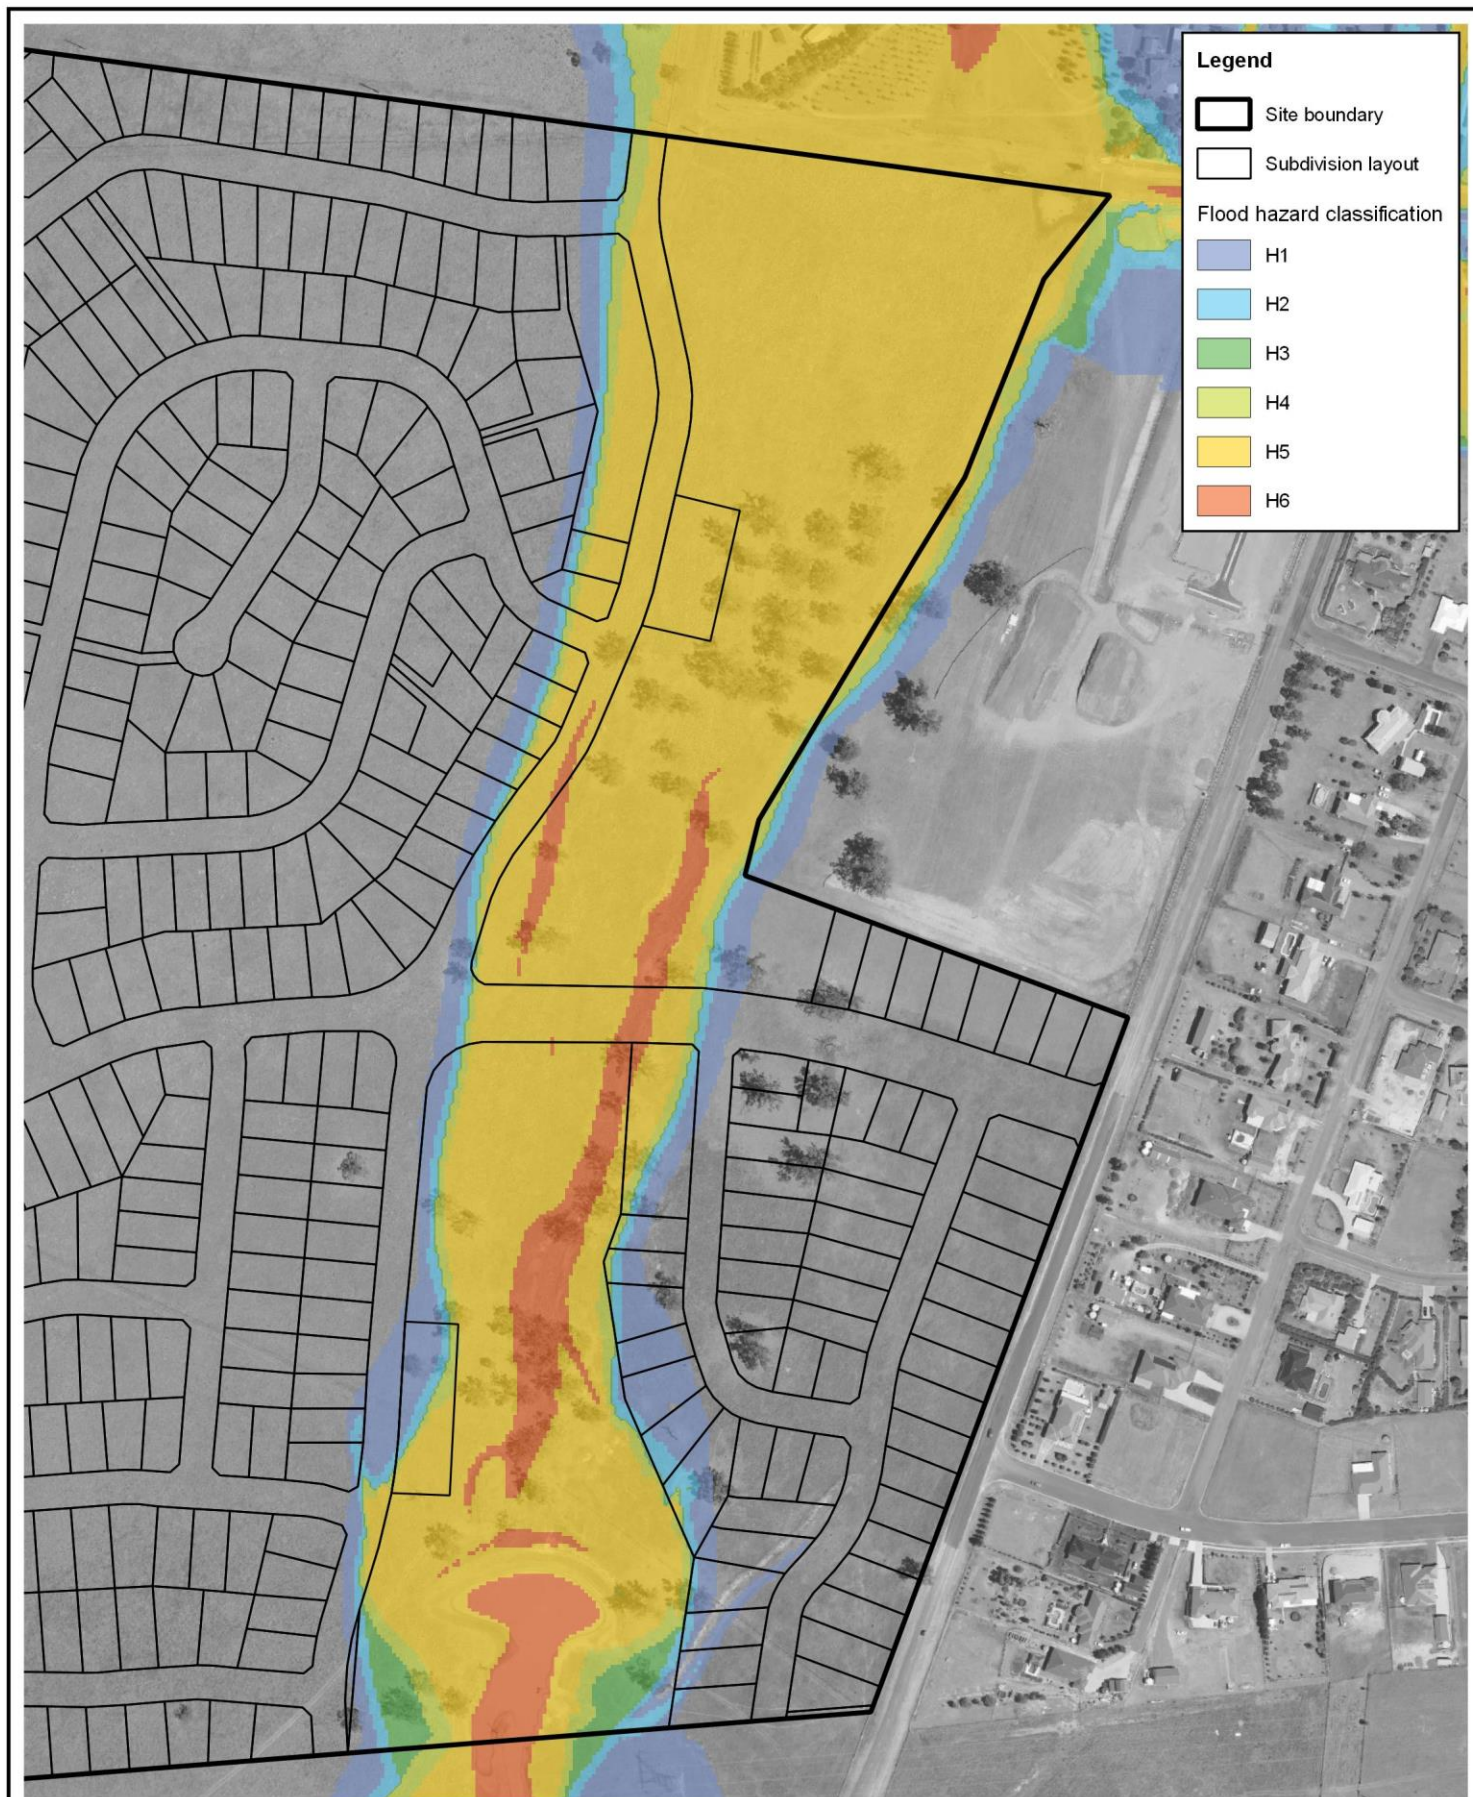 Legend
Site boundary
Subdivision layout
Flood hazard classification
H1
H2
H3
H4
H5
H6